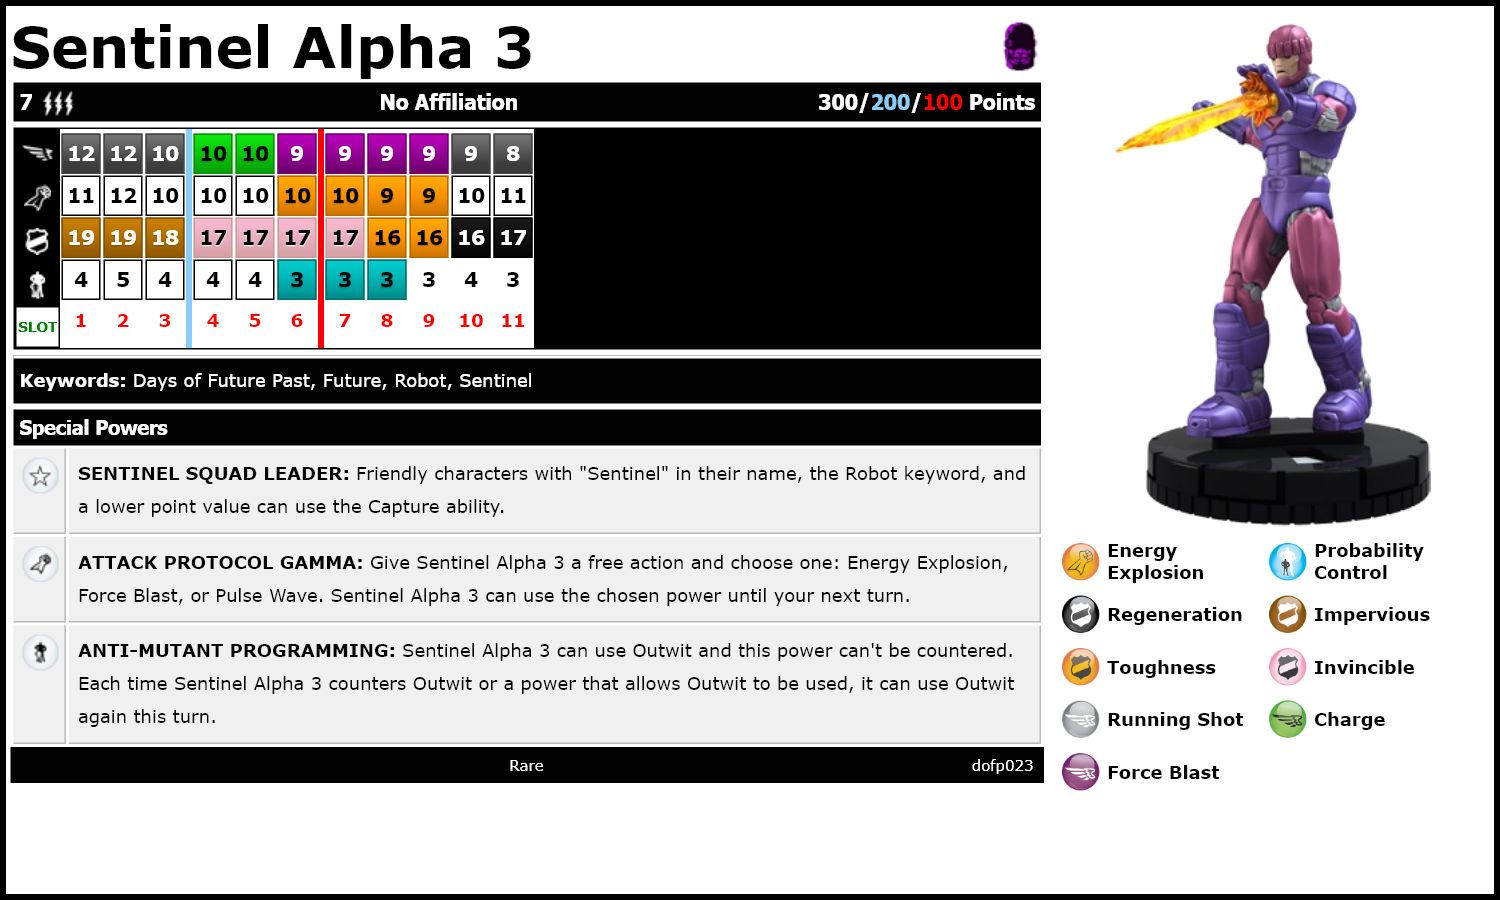 Sentinel Alpha 3
7 No Affiliation 300/200/100 Points
12 12 10 10 10 9 9 9 9 9 8
11 12 10 10 10 10 10 9 9 10 11
19 19 18 17 17 17 17 16 16 16 17
4 5 4 4 4 3 3 3 3 4 3
SLOT 1 2 3 4 5 6 7 8 9 10 11
Keywords: Days of Future Past, Future, Robot, Sentinel
Special Powers
SENTINEL SQUAD LEADER: Friendly characters with "Sentinel" in their name, the Robot keyword, and
a lower point value can use the Capture ability.
ATTACK PROTOCOL GAMMA: Give Sentinel Alpha 3 a free action and choose one: Energy Explosion,
Force Blast, or Pulse Wave. Sentinel Alpha 3 can use the chosen power until your next turn.
ANTI-MUTANT PROGRAMMING: Sentinel Alpha 3 can use Outwit and this power can't be countered.
Each time Sentinel Alpha 3 counters Outwit or a power that allows Outwit to be used, it can use Outwit
again this turn.
Rare dofp023
Energy
Explosion
Probability
Control
Regeneration Impervious
Toughness Invincible
Running Shot Charge
Force Blast